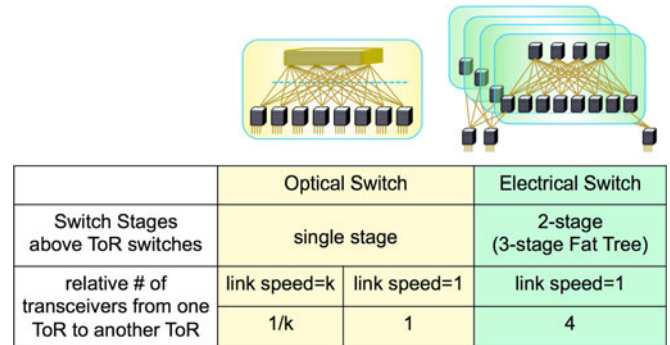 Optical Switch
Electrical Switch
Switch Stages
above ToR switches
single stage
2-stage
(3-stage Fat Tree)
relative # of
transceivers from one
ToR to another ToR
link speed=k
link speed=1
link speed=1
1/k
1
4